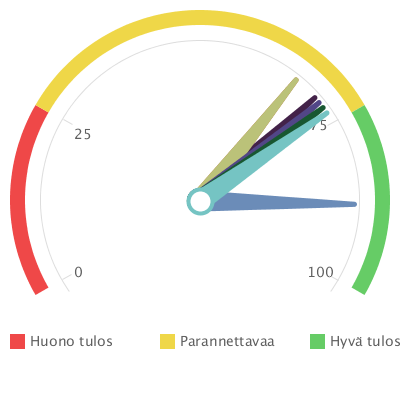 25
75
0
100
Huono tulos
Parannettavaa
Hyvä tulos